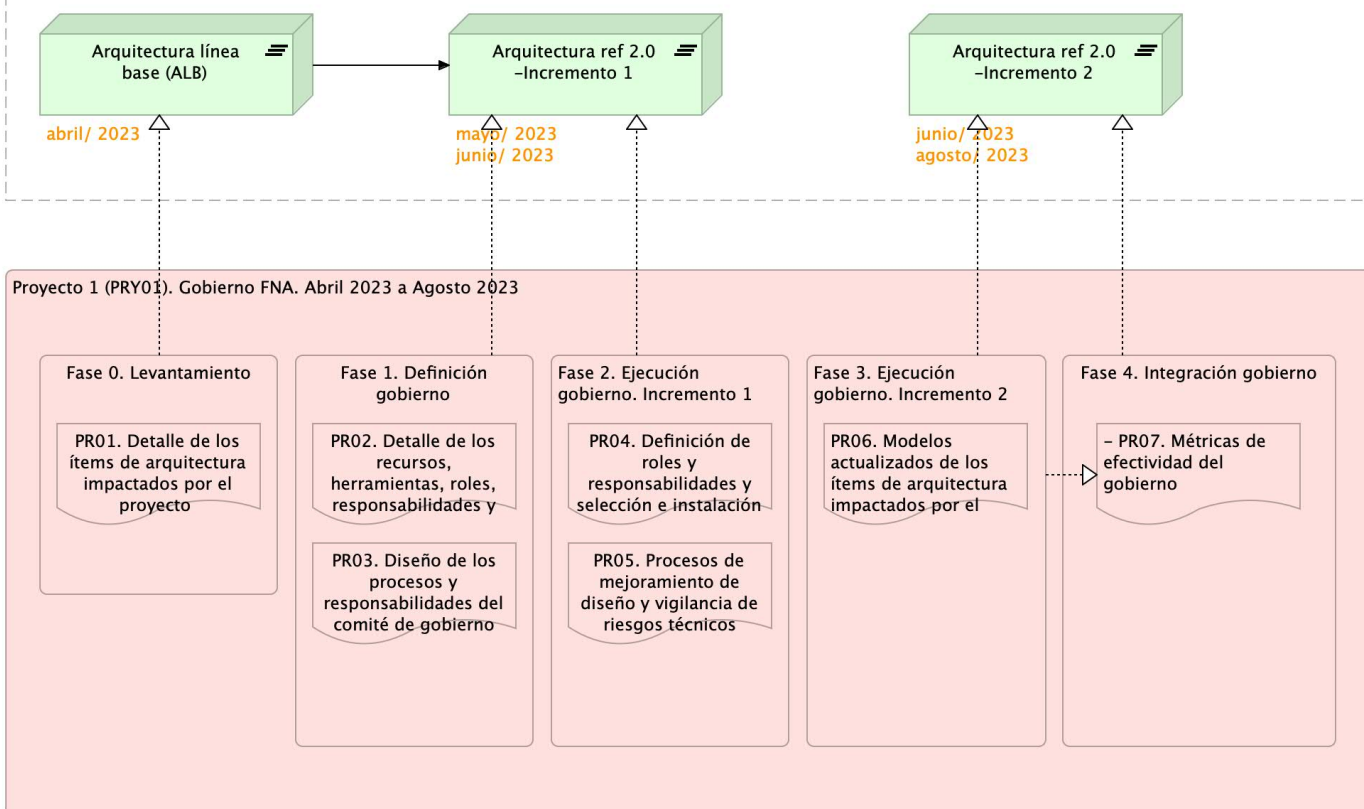 Arquitectura línea
base (ALB)
Arquitectura ref 2.0
-Incremento 1
Arquitectura ref 2.0
-Incremento 2
abril/ 2023
mayo/ 2023
junio/ 2023
junio/ 2023
agosto/ 2023
Proyecto 1 (PRY01). Gobierno FNA. Abril 2023 a Agosto 2023
Fase 0. Levantamiento
PR01. Detalle de los
ítems de arquitectura
impactados por el
proyecto
Fase 1. Definición
gobierno
PR02. Detalle de los
recursos,
herramientas, roles,
responsabilidades y
PR03. Diseño de los
procesos y
responsabilidades del
comité de gobierno
Fase 2. Ejecución
gobierno. Incremento 1
PR04. Definición de
roles y
responsabilidades y
selección e instalación
PR05. Procesos de
mejoramiento de
diseño y vigilancia de
riesgos técnicos
Fase 3. Ejecución
gobierno. Incremento 2
PR06. Modelos
actualizados de los
ítems de arquitectura
impactados por el
Fase 4. Integración gobierno
- PR07. Métricas de
efectividad del
gobierno